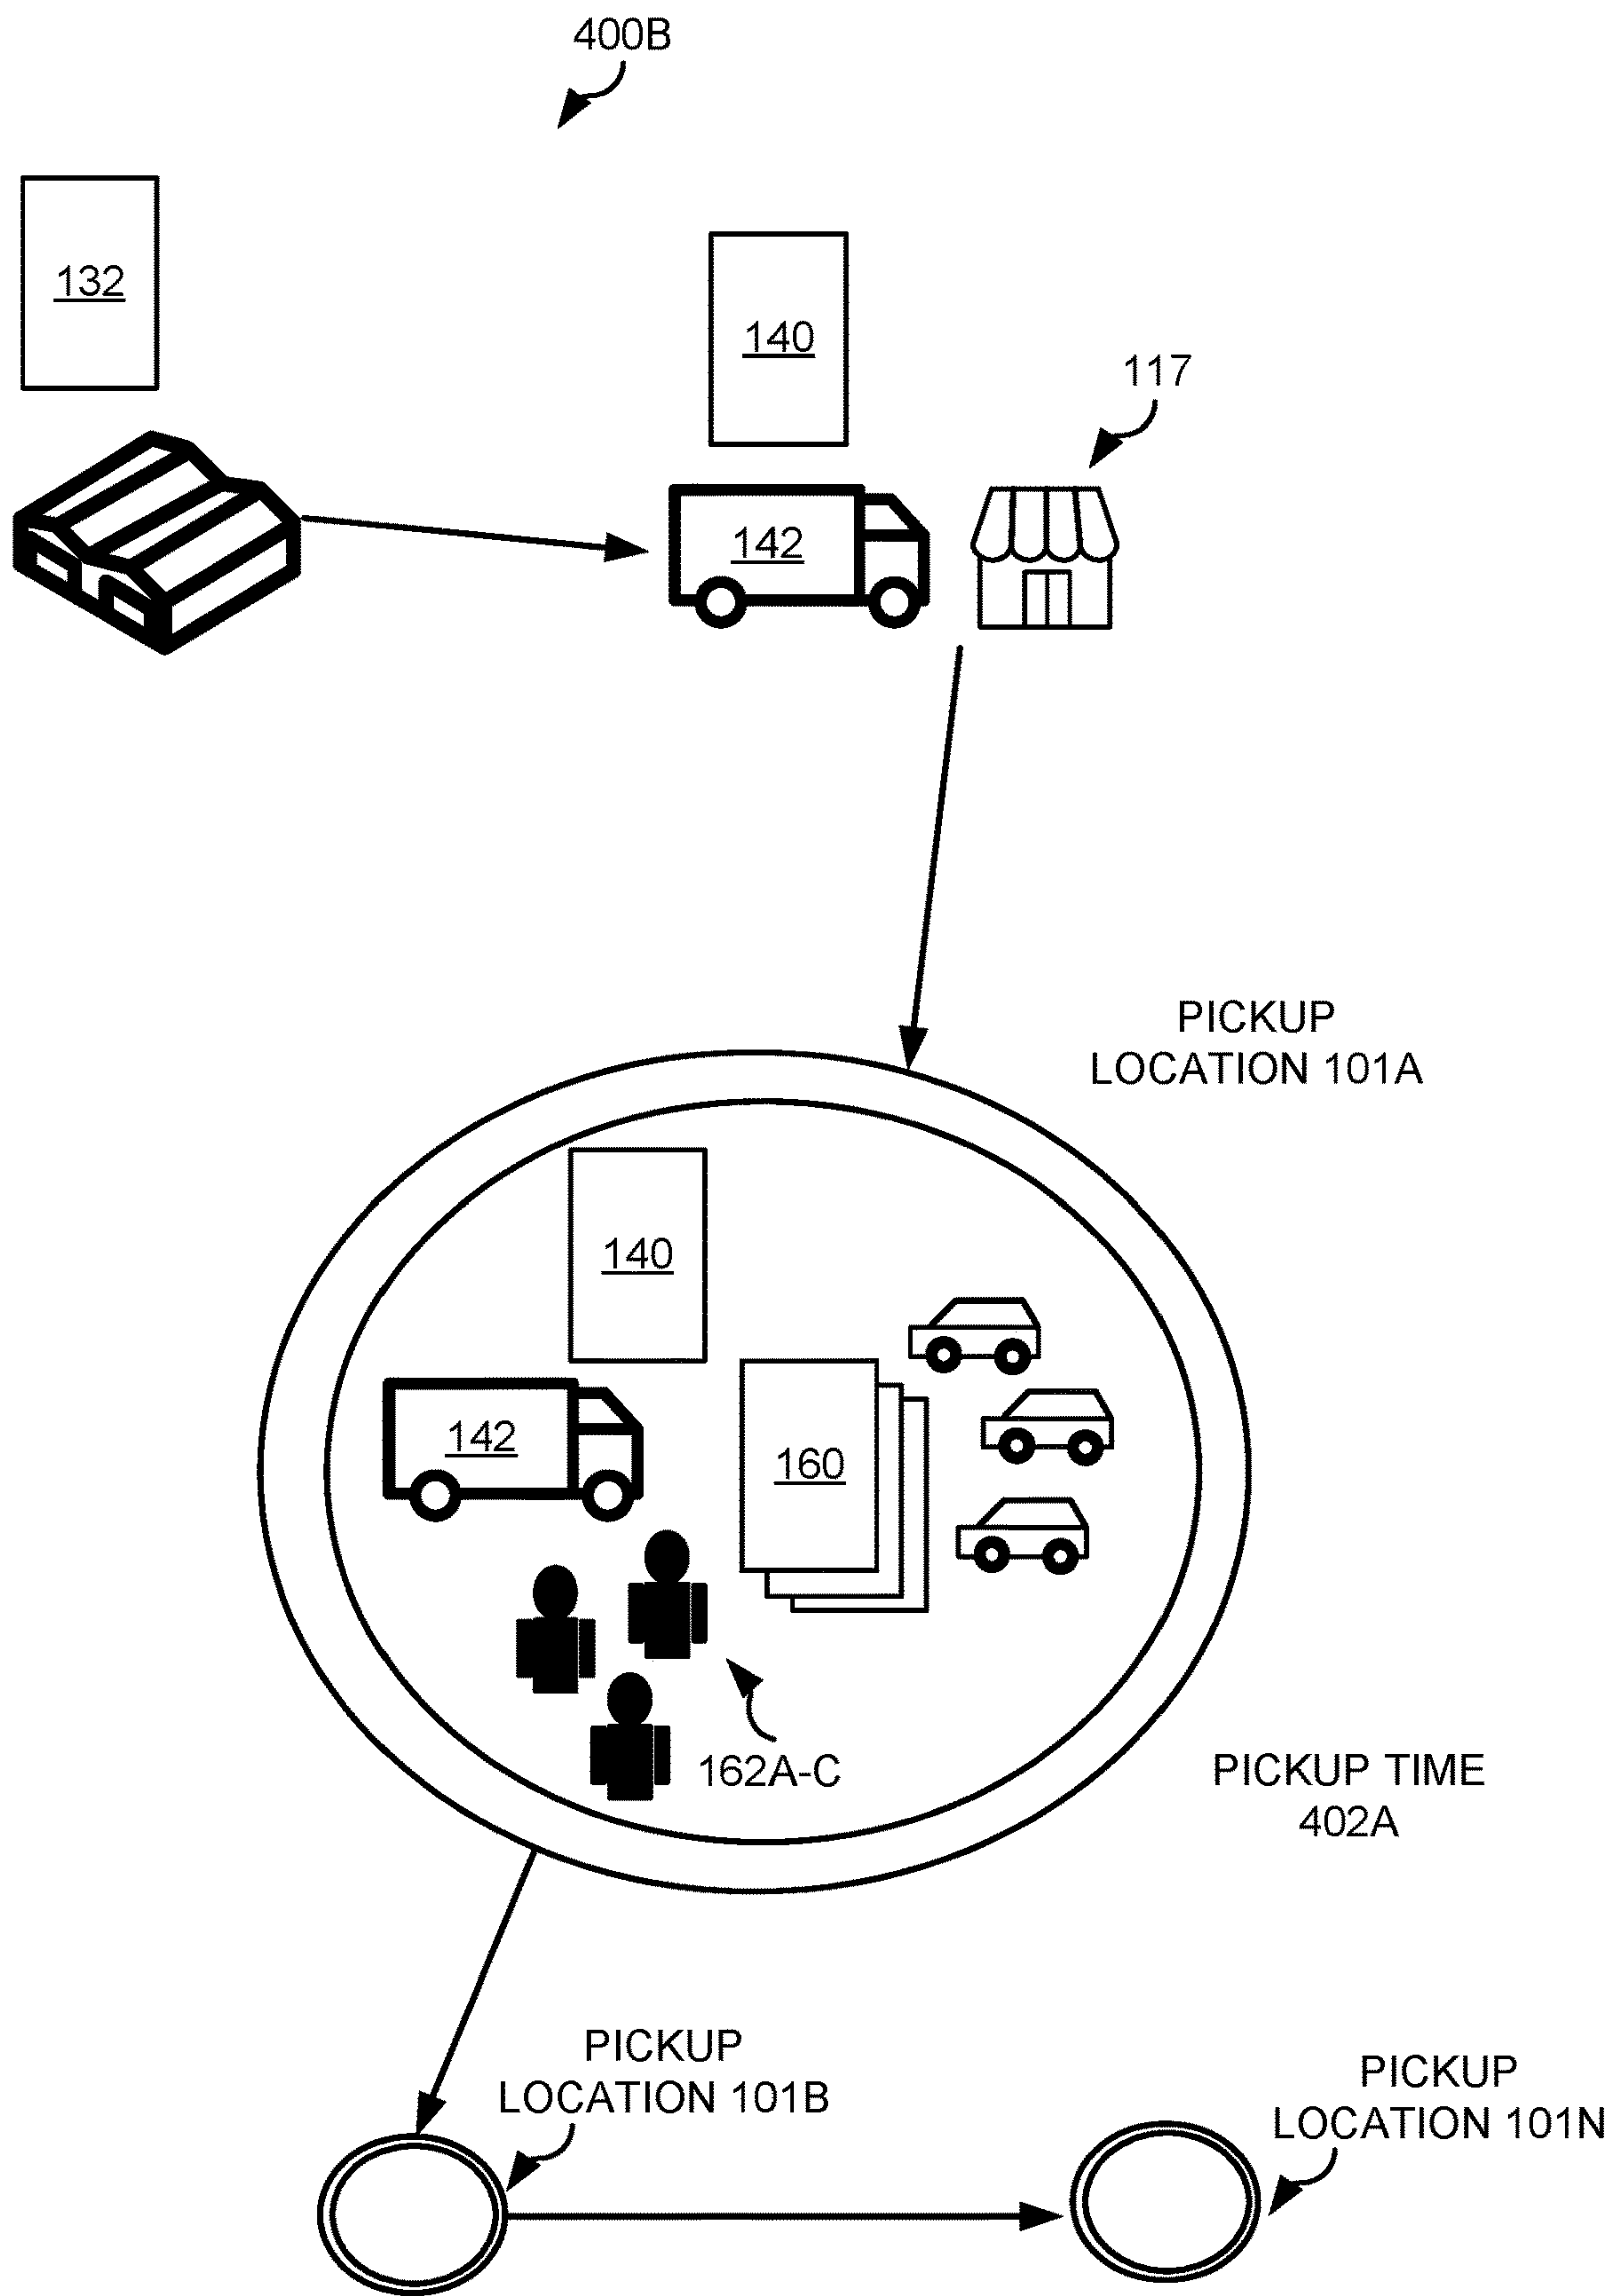 400B
132
140
117
142
PICKUP
LOCATION 101A
140
142
160
162A-C
PICKUP TIME
402A
PICKUP
LOCATION 101B
PICKUP
LOCATION 101N